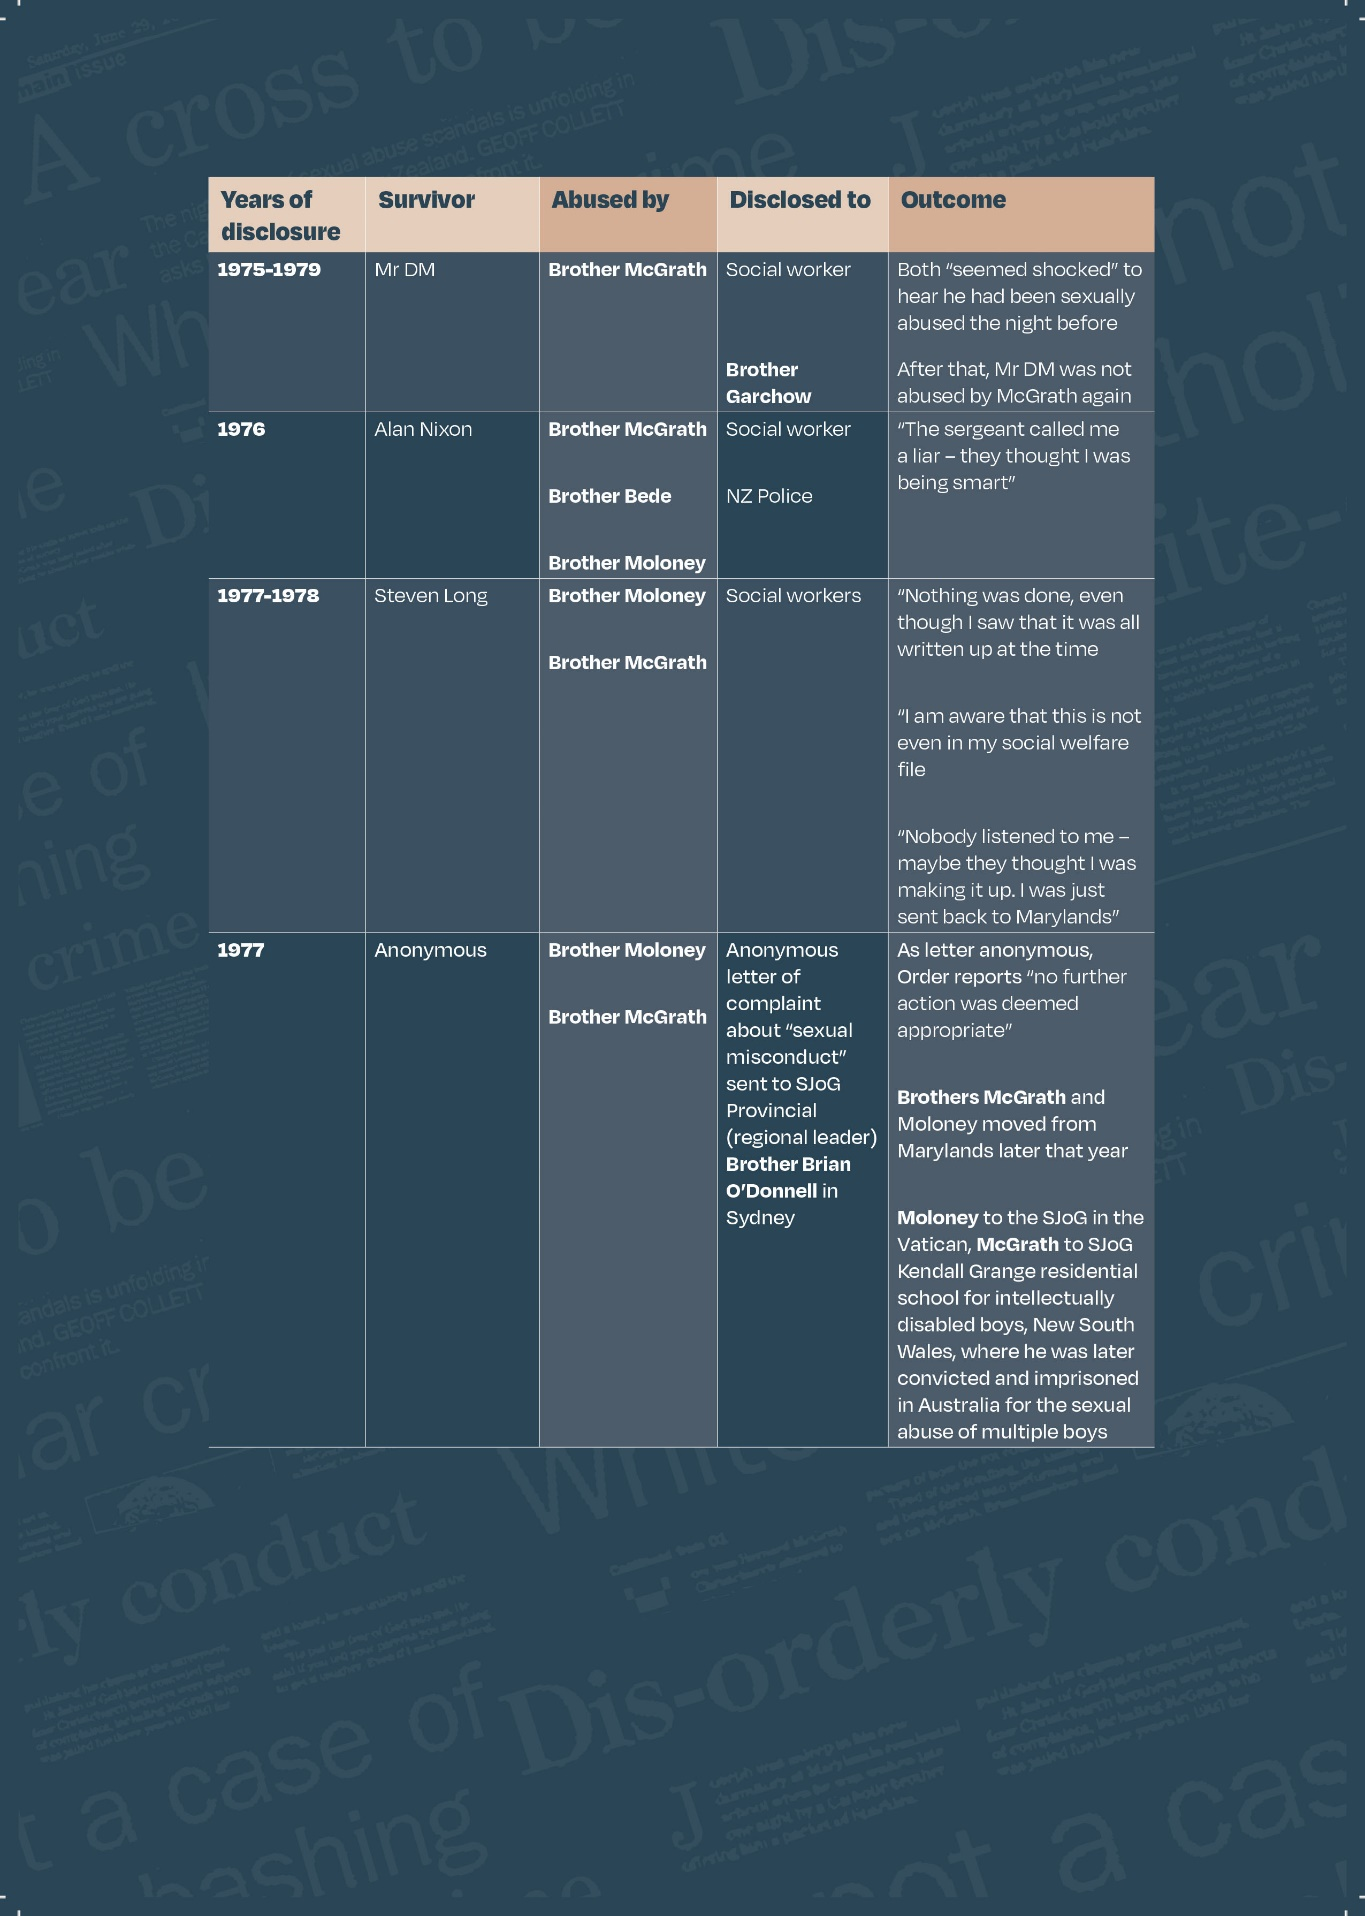 Years of
disclosure
Survivor
Abused by
Disclosed to
Outcome
1975-1979
Mr DM
Brother McGrath
Social worker
Brother
Garchow
Both “seemed shocked” to
hear he had been sexually
abused the night before
After that, Mr DM was not
abused by McGrath again
1976
Alan Nixon
Brother McGrath
Brother Bede
Brother Moloney
Social worker
NZ Police
“The sergeant called me
a liar – they thought I was
being smart”
1977-1978
Steven Long
Brother Moloney
Brother McGrath
Social workers
“Nothing was done, even
though I saw that it was all
written up at the time
“I am aware that this is not
even in my social welfare
file
“Nobody listened to me –
maybe they thought I was
making it up. I was just
sent back to Marylands”
1977
Anonymous
Brother Moloney
Brother McGrath
Anonymous
letter of
complaint
about “sexual
misconduct”
sent to SJoG
Provincial
(regional leader)
Brother Brian
O’Donnell in
Sydney
As letter anonymous,
Order reports “no further
action was deemed
appropriate”
Brothers McGrath and
Moloney moved from
Marylands later that year
Moloney to the SJoG in the
Vatican, McGrath to SJoG
Kendall Grange residential
school for intellectually
disabled boys, New South
Wales, where he was later
convicted and imprisoned
in Australia for the sexual
abuse of multiple boys